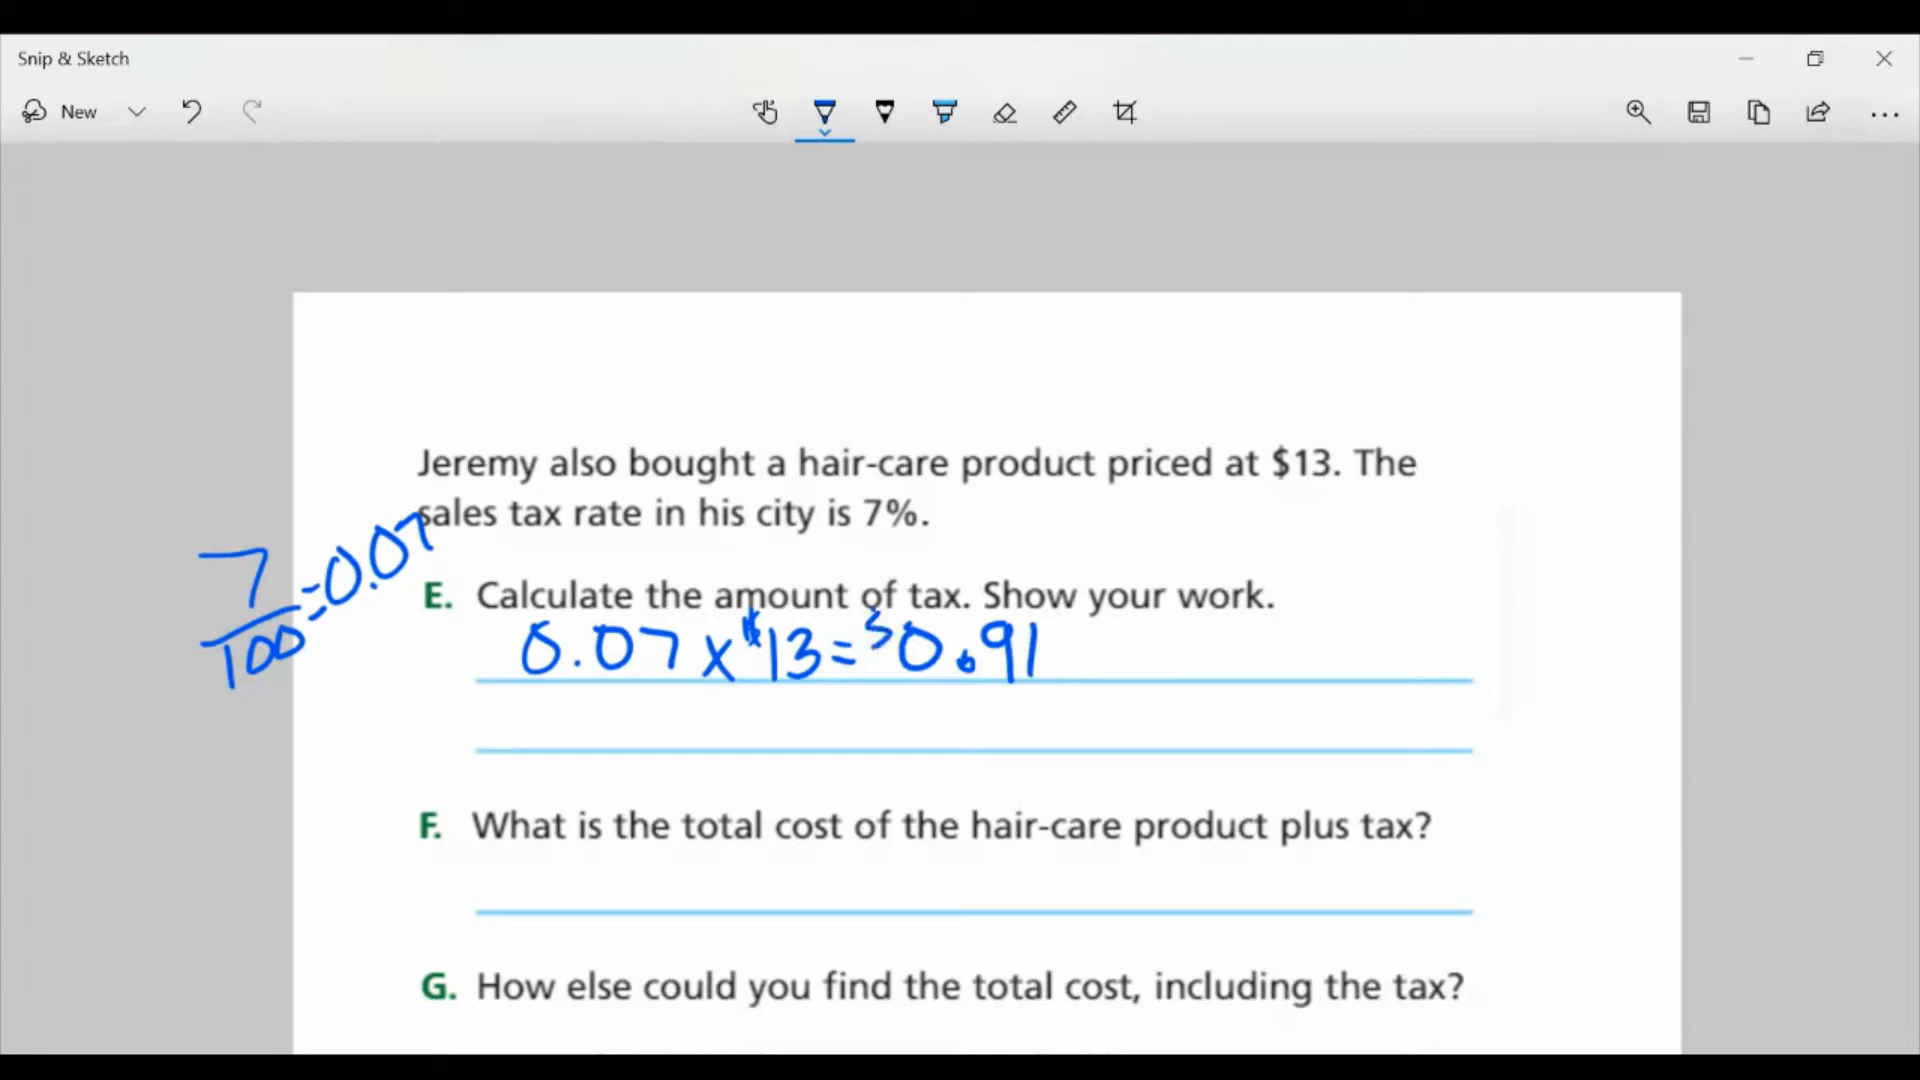 Snip & Sketch
New
Jeremy also bought a hair-care product priced at $13. The
sales tax rate in his city is 7%.
7/100 = 0.07
E. Calculate the amount of tax. Show your work.
0.07 x $13 = $0.91
F. What is the total cost of the hair-care product plus tax?
G. How else could you find the total cost, including the tax?